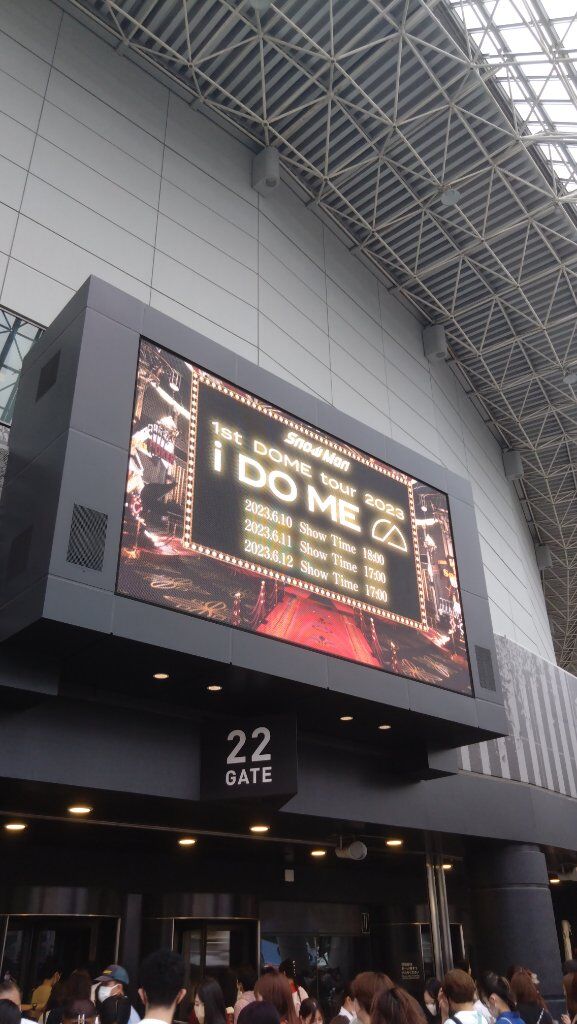 Snow Man
1st DOME tour 2023
i DO ME
2023.6.10 Show Time 18:00
2023.6.11 Show Time 17:00
2023.6.12 Show Time 17:00
22
GATE